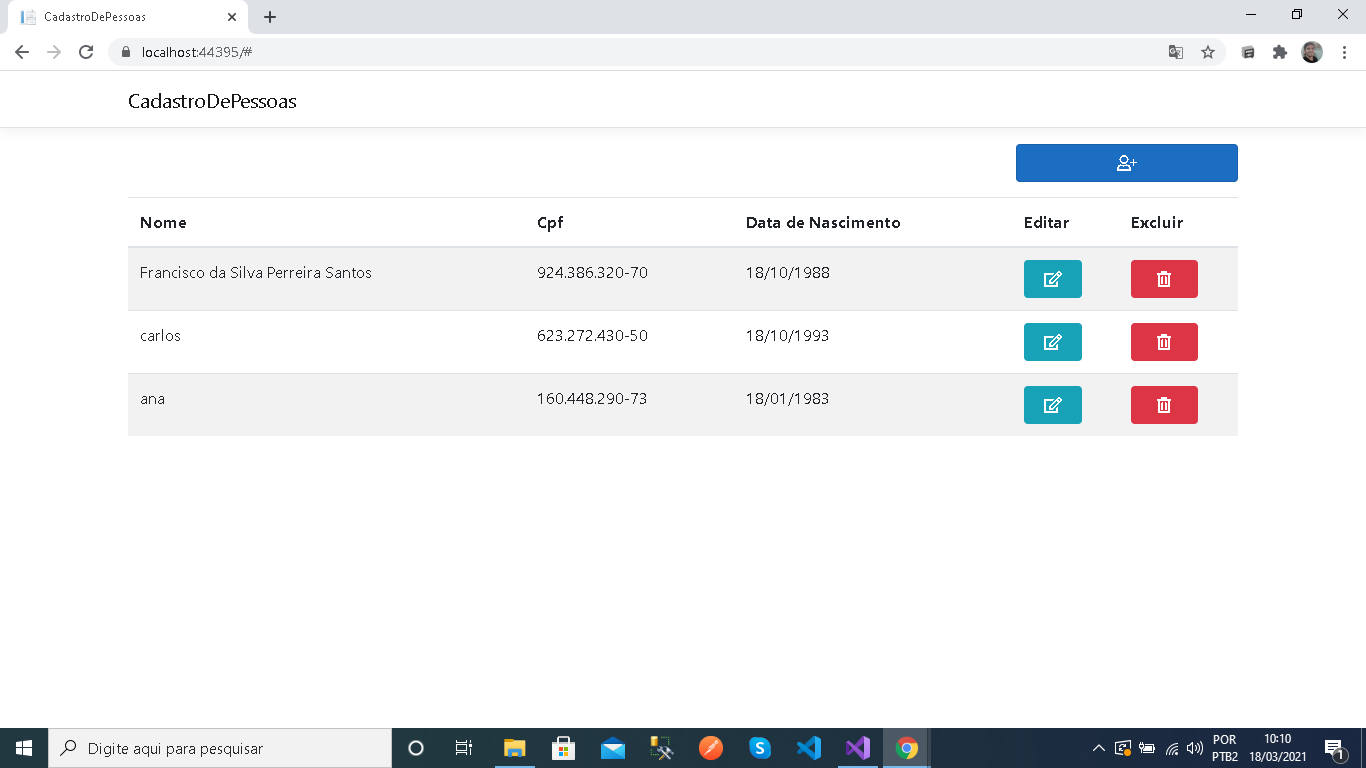 CadastroDePessoas
localhost:44395/#
CadastroDePessoas
Nome Cpf Data de Nascimento Editar Excluir
Francisco da Silva Perreira Santos 924.386.320-70 18/10/1988
carlos 623.272.430-50 18/10/1993
ana 160.448.290-73 18/01/1983
Digite aqui para pesquisar
POR 10:10
PTB2 18/03/2021
1